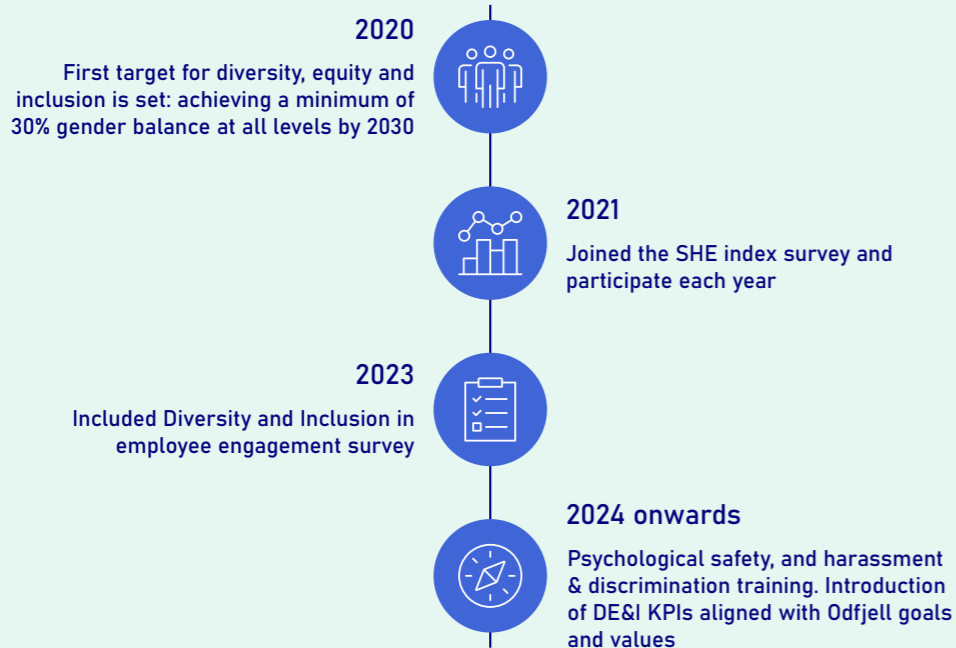 2020
First target for diversity, equity and
inclusion is set: achieving a minimum of
30% gender balance at all levels by 2030
2021
Joined the SHE index survey and
participate each year
2023
Included Diversity and Inclusion in
employee engagement survey
2024 onwards
Psychological safety, and harassment
& discrimination training. Introduction
of DE&I KPIs aligned with Odfjell goals
and values